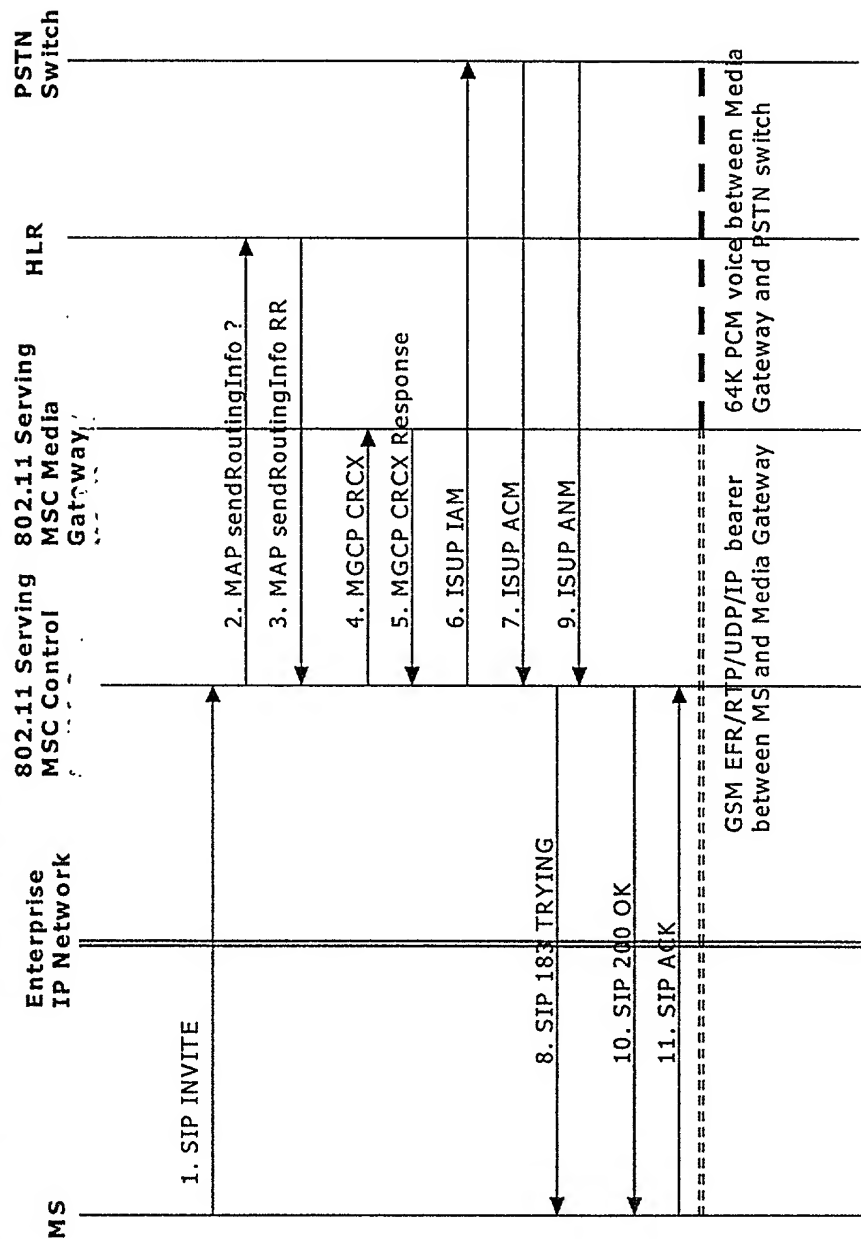 MS
Enterprise
IP Network
802.11 Serving
MSC Control
802.11 Serving
MSC Media
Gateway
HLR
PSTN
Switch
1. SIP INVITE
2. MAP sendRoutingInfo ?
3. MAP sendRoutingInfo RR
4. MGCP CRCX
5. MGCP CRCX Response
6. ISUP IAM
7. ISUP ACM
8. SIP 183 TRYING
9. ISUP ANM
10. SIP 200 OK
11. SIP ACK
GSM EFR/RTP/UDP/IP bearer
between MS and Media Gateway
64K PCM voice between Media
Gateway and PSTN switch